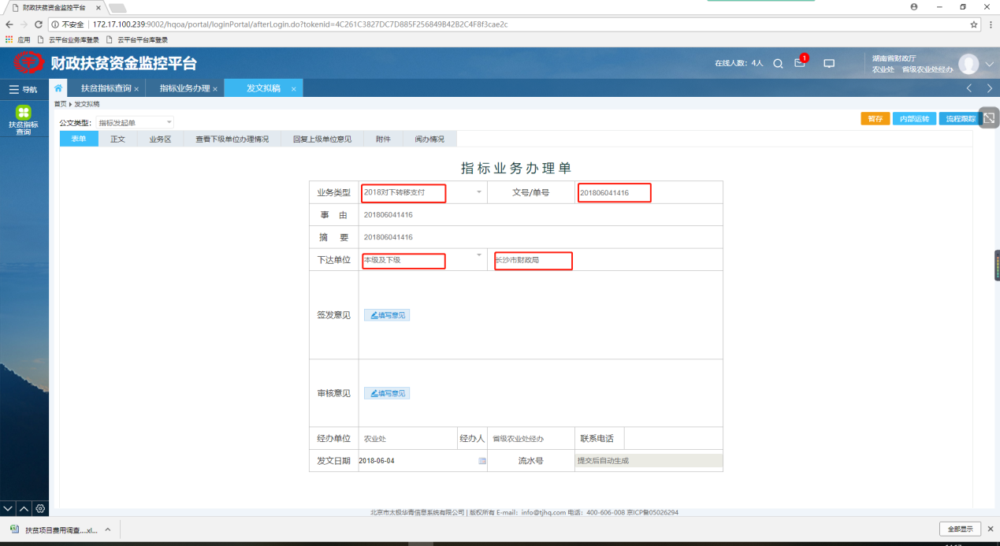 财政扶贫资金监控平台
不安全 172.17.100.239:9002/hqoa/portal/loginPortal/afterLogin.do?tokenid=4C261C3827DC7D885F256849B42B2C4F8f3cae2c
应用 云平台业务库登录 云平台平台库登录
财政扶贫资金监控平台
在线人数: 4人 1
湖南省财政厅
农业处 省级农业处经办
导航 扶贫指标查询 × 指标业务办理 × 发文拟稿 ×
首页 发文拟稿
扶贫指标
查询
公文类型: 指标发起单
暂存 内部运转 流程跟踪
表单 正文 业务区 查看下级单位办理情况 回复上级单位意见 附件 阅办情况
指标业务办理单
业务类型 2018对下转移支付 文号/单号 201806041416
事 由 201806041416
摘 要 201806041416
下达单位 本级及下级 长沙市财政局
签发意见 填写意见
审核意见 填写意见
经办单位 农业处 经办人 省级农业处经办 联系电话
发文日期 2018-06-04 流水号 提交后自动生成
北京市太极华青信息系统有限公司 | 版权所有 E-mail: info@tjhq.com 电话: 400-606-008 京ICP备05026294
扶贫项目费用调查....xl... 全部显示